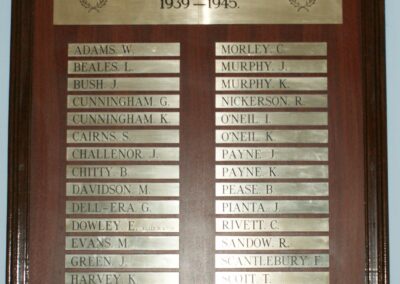 1939-1945.
ADAMS. W.
BEALES. L.
BUSH. J.
CUNNINGHAM. G.
CUNNINGHAM. K.
CAIRNS. S.
CHALLENOR. J.
CHITTY. B.
DAVIDSON. M.
DELL-ERA G.
DOWLEY. E.
EVANS. M.
GREEN. J.
HARVEY. K.
MORLEY. C.
MURPHY. J.
MURPHY. K.
NICKERSON. R.
O'NEIL. I.
O'NEIL. K.
PAYNE. J.
PAYNE. K.
PEASE. B.
PIANTA. J.
RIVETT. C.
SANDOW. R.
SCANTLEBURY. F.
SCOTT. T.